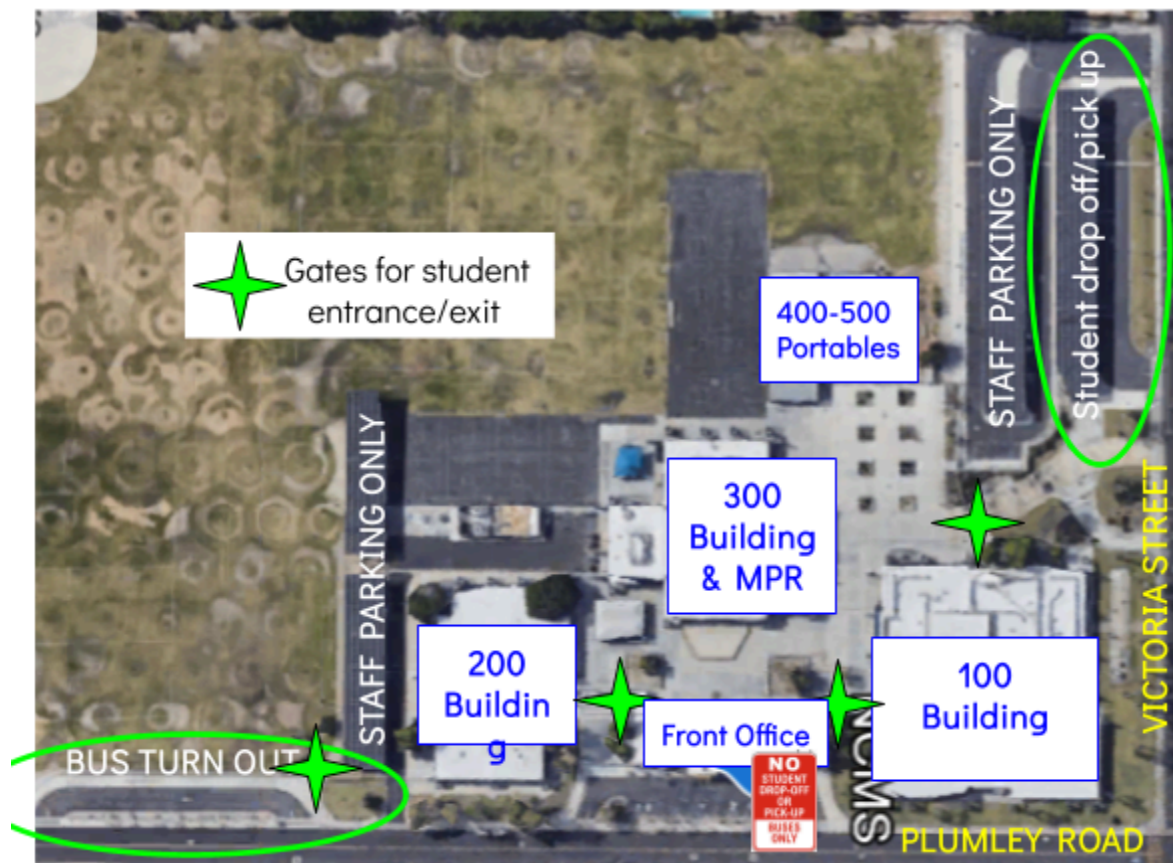 Student drop off/pick up
STAFF PARKING ONLY
Gates for student
entrance/exit
400-500
Portables
STAFF PARKING ONLY
300
Building
& MPR
VICTORIA STREET
200
Buildin
g
100
Building
Front Office
BUS TURN OUT
NO
STUDENT
DROP-OFF
OR
PICK-UP
BUSES
ONLY
NCMS
PLUMLEY ROAD